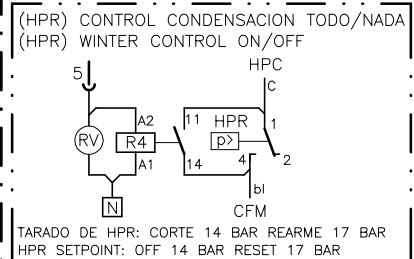 (HPR) CONTROL CONDENSACION TODO/NADA
(HPR) WINTER CONTROL ON/OFF
HPC
5
C
A2
11
HPR
1
RV
R4
p>
A1
14
4
2
N
bl
CFM
TARADO DE HPR: CORTE 14 BAR REARME 17 BAR
HPR SETPOINT: OFF 14 BAR RESET 17 BAR